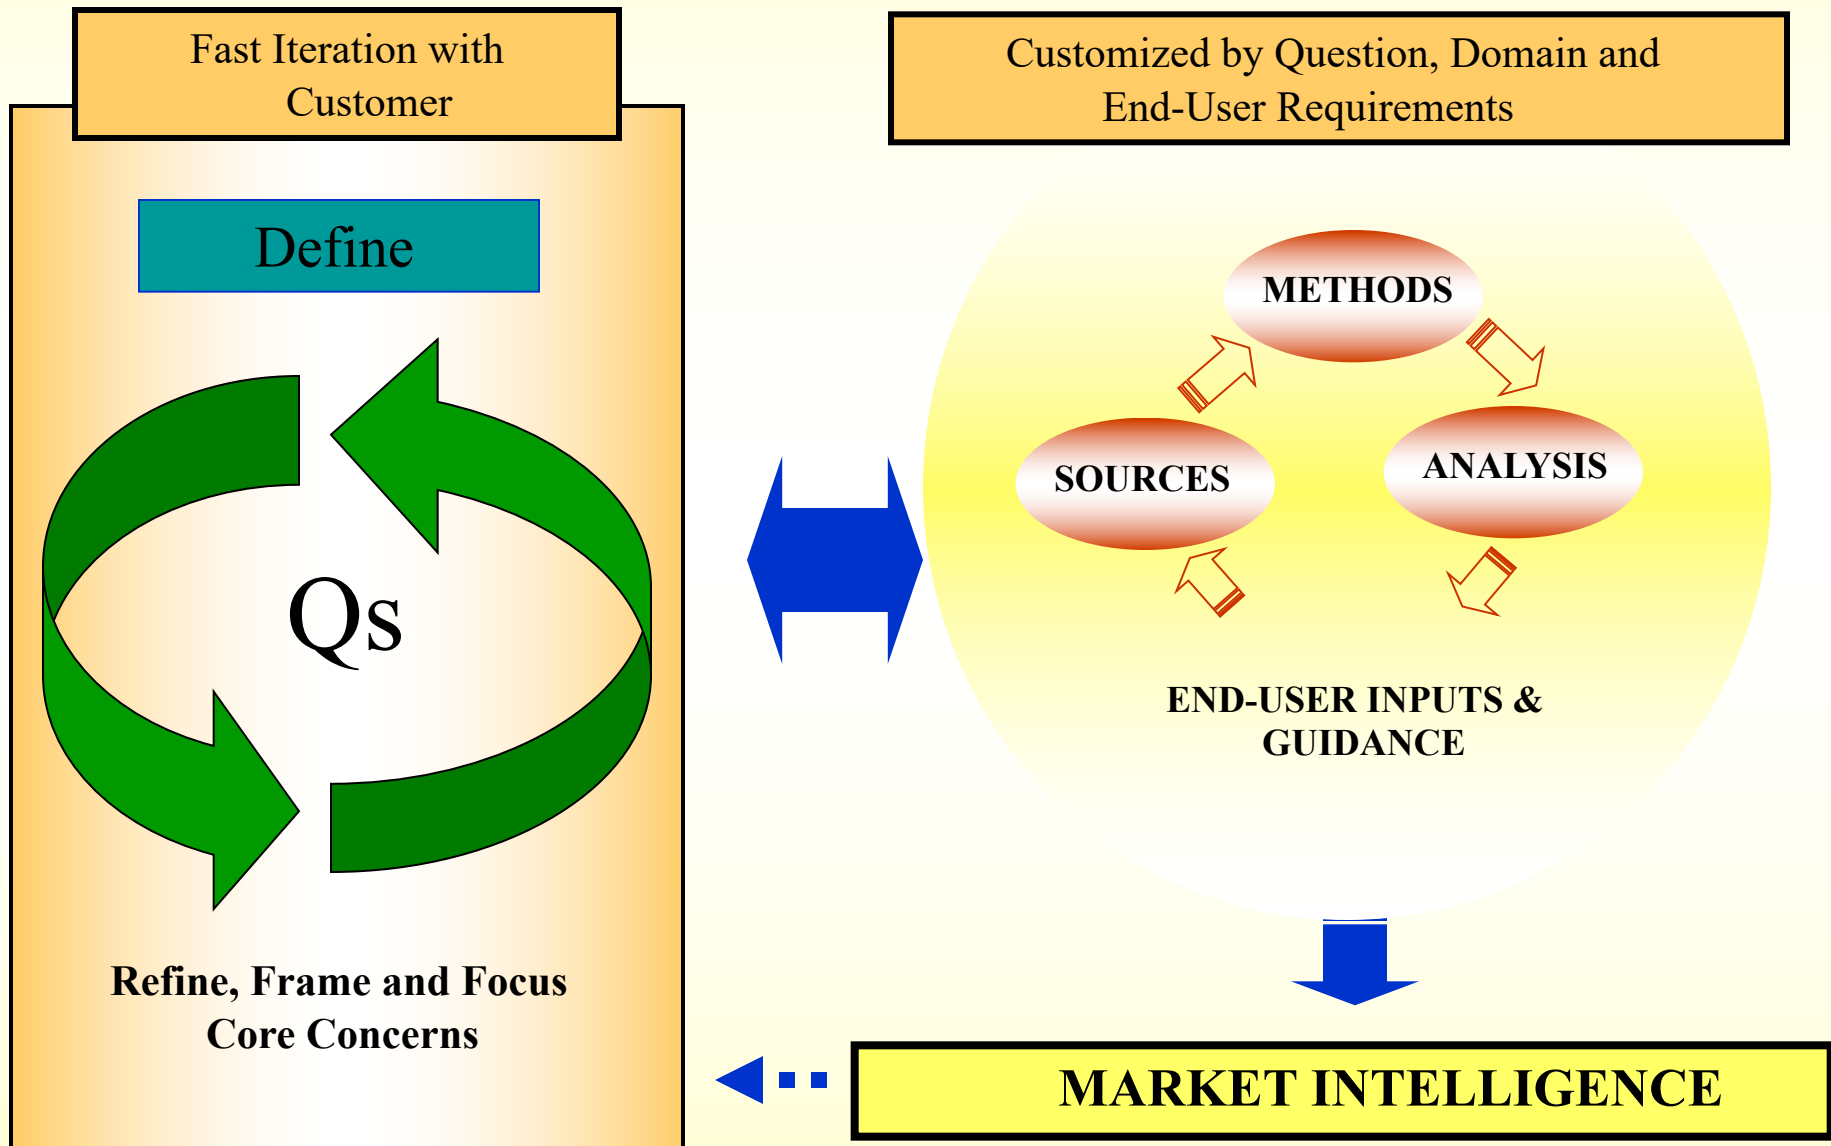 Fast Iteration with
Customer
Define
Qs
Refine, Frame and Focus
Core Concerns
Customized by Question, Domain and
End-User Requirements
METHODS
SOURCES
ANALYSIS
END-USER INPUTS &
GUIDANCE
MARKET INTELLIGENCE